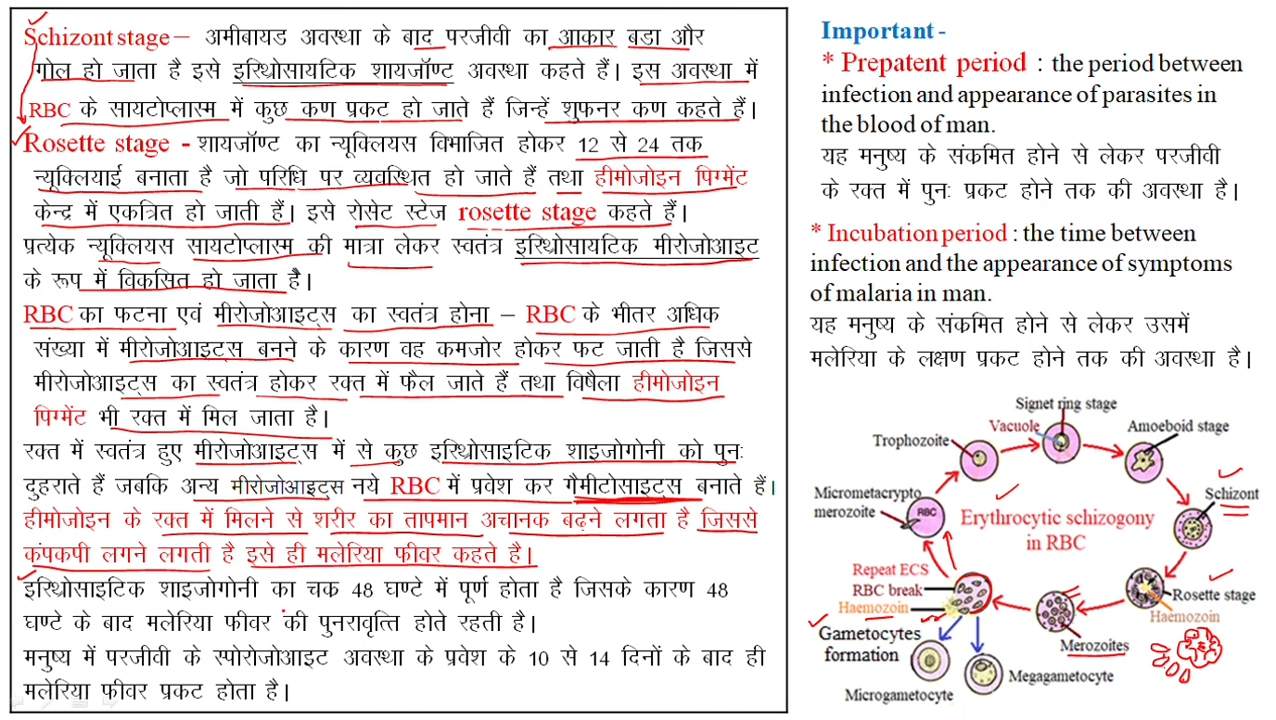 Schizont stage – अमीबायड अवस्था के बाद परजीवी का आकार बडा और
गोल हो जाता है इसे इरिथ्रोसायटिक शायजॉण्ट अवस्था कहते हैं। इस अवस्था में
RBC के सायटोप्लास्म में कुछ कण प्रकट हो जाते हैं जिन्हें शुफनर कण कहते हैं।
Rosette stage - शायजॉण्ट का न्यूक्लियस विभाजित होकर 12 से 24 तक
न्यूक्लियाई बनाता है जो परिधि पर व्यवस्थित हो जाते हैं तथा हीमोजोइन पिग्मेंट
केन्द्र में एकत्रित हो जाती हैं। इसे रोसेट स्टेज rosette stage कहते हैं।
प्रत्येक न्यूक्लियस सायटोप्लास्म की मात्रा लेकर स्वतंत्र इरिथ्रोसायटिक मीरोजोआइट
के रूप में विकसित हो जाता है।
RBC का फटना एवं मीरोजोआइट्स का स्वतंत्र होना – RBC के भीतर अधिक
संख्या में मीरोजोआइट्स बनने के कारण वह कमजोर होकर फट जाती है जिससे
मीरोजोआइट्स का स्वतंत्र होकर रक्त में फैल जाते हैं तथा विषैला हीमोजोइन
पिग्मेंट भी रक्त में मिल जाता है।
रक्त में स्वतंत्र हुए मीरोजोआइट्स में से कुछ इरिथ्रोसाइटिक शाइजोगोनी को पुनः
दुहराते हैं जबकि अन्य मीरोजोआइट्स नये RBC में प्रवेश कर गैमीटोसाइट्स बनाते हैं।
हीमोजोइन के रक्त में मिलने से शरीर का तापमान अचानक बढ़ने लगता है जिससे
कंपकपी लगने लगती है इसे ही मलेरिया फीवर कहते है।
इरिथ्रोसाइटिक शाइजोगोनी का चक 48 घण्टे में पूर्ण होता है जिसके कारण 48
घण्टे के बाद मलेरिया फीवर की पुनरावृत्ति होते रहती है।
मनुष्य में परजीवी के स्पोरोजोआइट अवस्था के प्रवेश के 10 से 14 दिनों के बाद ही
मलेरिया फीवर प्रकट होता है।
Important -
* Prepatent period : the period between
infection and appearance of parasites in
the blood of man.
यह मनुष्य के संकमित होने से लेकर परजीवी
के रक्त में पुनः प्रकट होने तक की अवस्था है।
* Incubation period : the time between
infection and the appearance of symptoms
of malaria in man.
यह मनुष्य के संकमित होने से लेकर उसमें
मलेरिया के लक्षण प्रकट होने तक की अवस्था है।
Signet ring stage
Vacuole
Amoeboid stage
Trophozoite
Micrometacrypto
merozoite
RBC
Schizont
Erythrocytic schizogony
in RBC
Repeat ECS
RBC break
Haemozoin
Rosette stage
Haemozoin
Gametocytes
formation
Merozoites
Megagametocyte
Microgametocyte